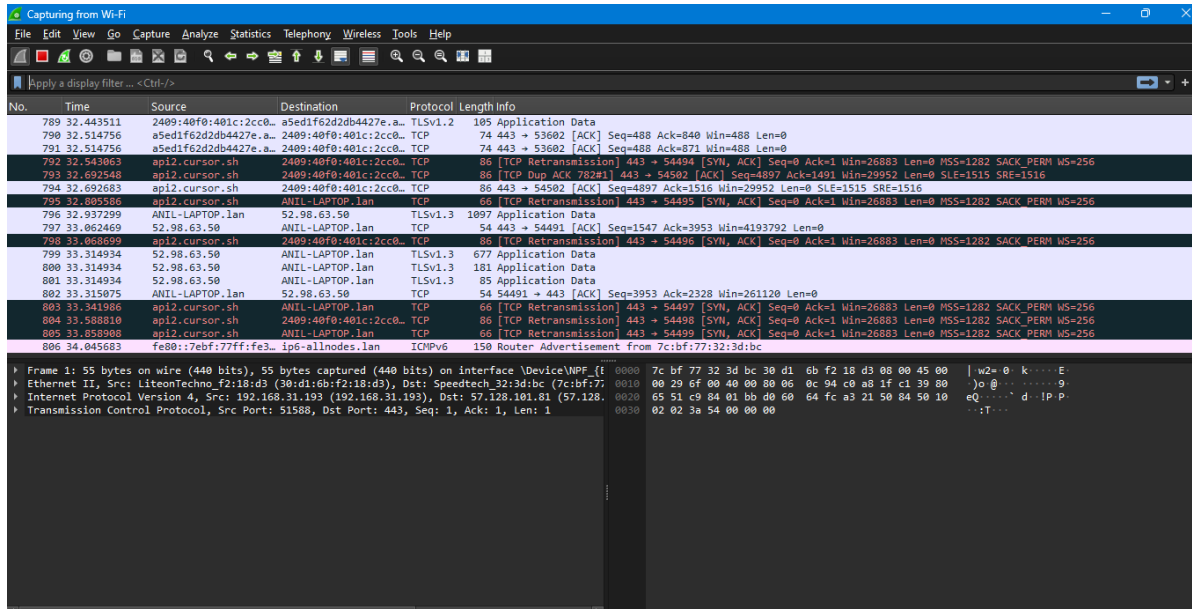 Capturing from Wi-Fi
File Edit View Go Capture Analyze Statistics Telephony Wireless Tools Help
Apply a display filter ... <Ctrl-/>
No. Time Source Destination Protocol Length Info
789 32.443511 2409:40f0:401c:2cc0… a5ed1f62d2db4427e.a… TLSv1.2 105 Application Data
790 32.514756 a5ed1f62d2db4427e.a… 2409:40f0:401c:2cc0… TCP 74 443 → 53602 [ACK] Seq=488 Ack=840 Win=488 Len=0
791 32.514756 a5ed1f62d2db4427e.a… 2409:40f0:401c:2cc0… TCP 74 443 → 53602 [ACK] Seq=488 Ack=871 Win=488 Len=0
792 32.543063 api2.cursor.sh 2409:40f0:401c:2cc0… TCP 86 [TCP Retransmission] 443 → 54494 [SYN, ACK] Seq=0 Ack=1 Win=26883 Len=0 MSS=1282 SACK_PERM WS=256
793 32.692548 api2.cursor.sh 2409:40f0:401c:2cc0… TCP 86 [TCP Dup ACK 782#1] 443 → 54502 [ACK] Seq=4897 Ack=1491 Win=29952 Len=0 SLE=1515 SRE=1516
794 32.692683 api2.cursor.sh 2409:40f0:401c:2cc0… TCP 86 443 → 54502 [ACK] Seq=4897 Ack=1516 Win=29952 Len=0 SLE=1515 SRE=1516
795 32.805586 api2.cursor.sh ANIL-LAPTOP.lan TCP 66 [TCP Retransmission] 443 → 54495 [SYN, ACK] Seq=0 Ack=1 Win=26883 Len=0 MSS=1282 SACK_PERM WS=256
796 32.937299 ANIL-LAPTOP.lan 52.98.63.50 TLSv1.3 1097 Application Data
797 33.062469 52.98.63.50 ANIL-LAPTOP.lan TCP 54 443 → 54491 [ACK] Seq=1547 Ack=3953 Win=4193792 Len=0
798 33.068699 api2.cursor.sh 2409:40f0:401c:2cc0… TCP 86 [TCP Retransmission] 443 → 54496 [SYN, ACK] Seq=0 Ack=1 Win=26883 Len=0 MSS=1282 SACK_PERM WS=256
799 33.314934 52.98.63.50 ANIL-LAPTOP.lan TLSv1.3 677 Application Data
800 33.314934 52.98.63.50 ANIL-LAPTOP.lan TLSv1.3 181 Application Data
801 33.314934 52.98.63.50 ANIL-LAPTOP.lan TLSv1.3 85 Application Data
802 33.315075 ANIL-LAPTOP.lan 52.98.63.50 TCP 54 54491 → 443 [ACK] Seq=3953 Ack=2328 Win=261120 Len=0
803 33.341986 api2.cursor.sh ANIL-LAPTOP.lan TCP 66 [TCP Retransmission] 443 → 54497 [SYN, ACK] Seq=0 Ack=1 Win=26883 Len=0 MSS=1282 SACK_PERM WS=256
804 33.588810 api2.cursor.sh 2409:40f0:401c:2cc0… TCP 86 [TCP Retransmission] 443 → 54498 [SYN, ACK] Seq=0 Ack=1 Win=26883 Len=0 MSS=1282 SACK_PERM WS=256
805 33.858908 api2.cursor.sh ANIL-LAPTOP.lan TCP 66 [TCP Retransmission] 443 → 54499 [SYN, ACK] Seq=0 Ack=1 Win=26883 Len=0 MSS=1282 SACK_PERM WS=256
806 34.045683 fe80::7ebf:77ff:fe3… ip6-allnodes.lan ICMPv6 150 Router Advertisement from 7c:bf:77:32:3d:bc
Frame 1: 55 bytes on wire (440 bits), 55 bytes captured (440 bits) on interface \Device\NPF_{E
Ethernet II, Src: LiteonTechno_f2:18:d3 (30:d1:6b:f2:18:d3), Dst: Speedtech_32:3d:bc (7c:bf:77
Internet Protocol Version 4, Src: 192.168.31.193 (192.168.31.193), Dst: 57.128.101.81 (57.128.
Transmission Control Protocol, Src Port: 51588, Dst Port: 443, Seq: 1, Ack: 1, Len: 1
0000 7c bf 77 32 3d bc 30 d1 6b f2 18 d3 08 00 45 00 |·w2=·0· k·····E·
0010 00 29 6f 00 40 00 80 06 0c 94 c0 a8 1f c1 39 80 ·)o·@··· ······9·
0020 65 51 c9 84 01 bb d0 60 64 fc a3 21 50 84 50 10 eQ·····` d··!P·P·
0030 02 02 3a 54 00 00 00 ··:T···